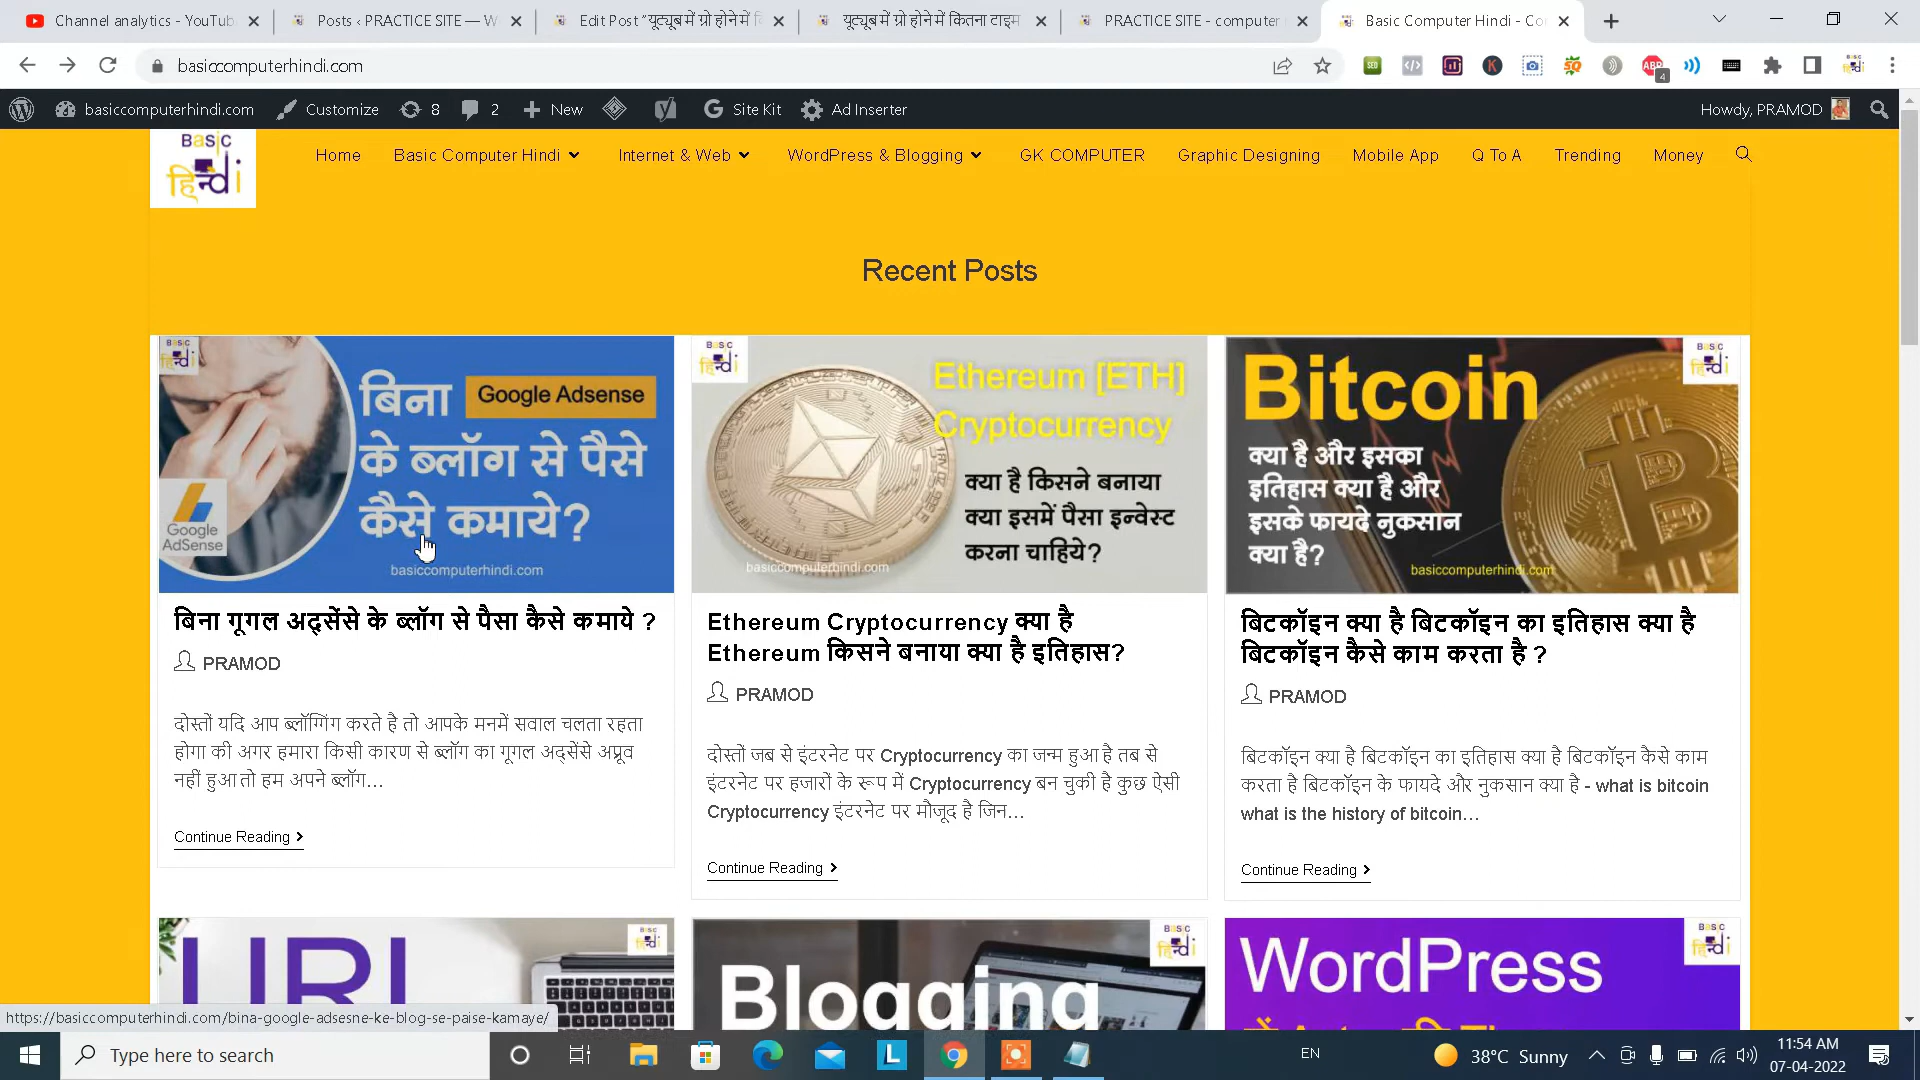 Channel analytics - YouTub
Posts ‹ PRACTICE SITE — W
Edit Post "यूट्यूब में ग्रो होने में
यूट्यूब में ग्रो होने में कितना टाइम
PRACTICE SITE - computer
Basic Computer Hindi - Co
basiccomputerhindi.com
ABP
4
basiccomputerhindi.com
Customize
8
2
New
Site Kit
Ad Inserter
Howdy, PRAMOD
Basic
हिन्दी
Home
Basic Computer Hindi
Internet & Web
WordPress & Blogging
GK COMPUTER
Graphic Designing
Mobile App
Q To A
Trending
Money
Recent Posts
बिना Google Adsense
के ब्लॉग से पैसे
कैसे कमाये?
Google
AdSense
basiccomputerhindi.com
Ethereum [ETH]
Cryptocurrency
क्या है किसने बनाया
क्या इसमें पैसा इन्वेस्ट
करना चाहिये?
basiccomputerhindi.com
Bitcoin
क्या है और इसका
इतिहास क्या है और
इसके फायदे नुकसान
क्या है?
basiccomputerhindi.com
बिना गूगल अद्सेंसे के ब्लॉग से पैसा कैसे कमाये ?
PRAMOD
दोस्तों यदि आप ब्लॉग्गिंग करते है तो आपके मनमें सवाल चलता रहता
होगा की अगर हमारा किसी कारण से ब्लॉग का गूगल अद्सेंसे अप्रूव
नहीं हुआ तो हम अपने ब्लॉग…
Continue Reading
Ethereum Cryptocurrency क्या है
Ethereum किसने बनाया क्या है इतिहास?
PRAMOD
दोस्तों जब से इंटरनेट पर Cryptocurrency का जन्म हुआ है तब से
इंटरनेट पर हजारों के रूप में Cryptocurrency बन चुकी है कुछ ऐसी
Cryptocurrency इंटरनेट पर मौजूद है जिन…
Continue Reading
बिटकॉइन क्या है बिटकॉइन का इतिहास क्या है
बिटकॉइन कैसे काम करता है ?
PRAMOD
बिटकॉइन क्या है बिटकॉइन का इतिहास क्या है बिटकॉइन कैसे काम
करता है बिटकॉइन के फायदे और नुकसान क्या है - what is bitcoin
what is the history of bitcoin…
Continue Reading
URL
Blogging
WordPress
https://basiccomputerhindi.com/bina-google-adsesne-ke-blog-se-paise-kamaye/
Type here to search
EN
38°C Sunny
11:54 AM
07-04-2022